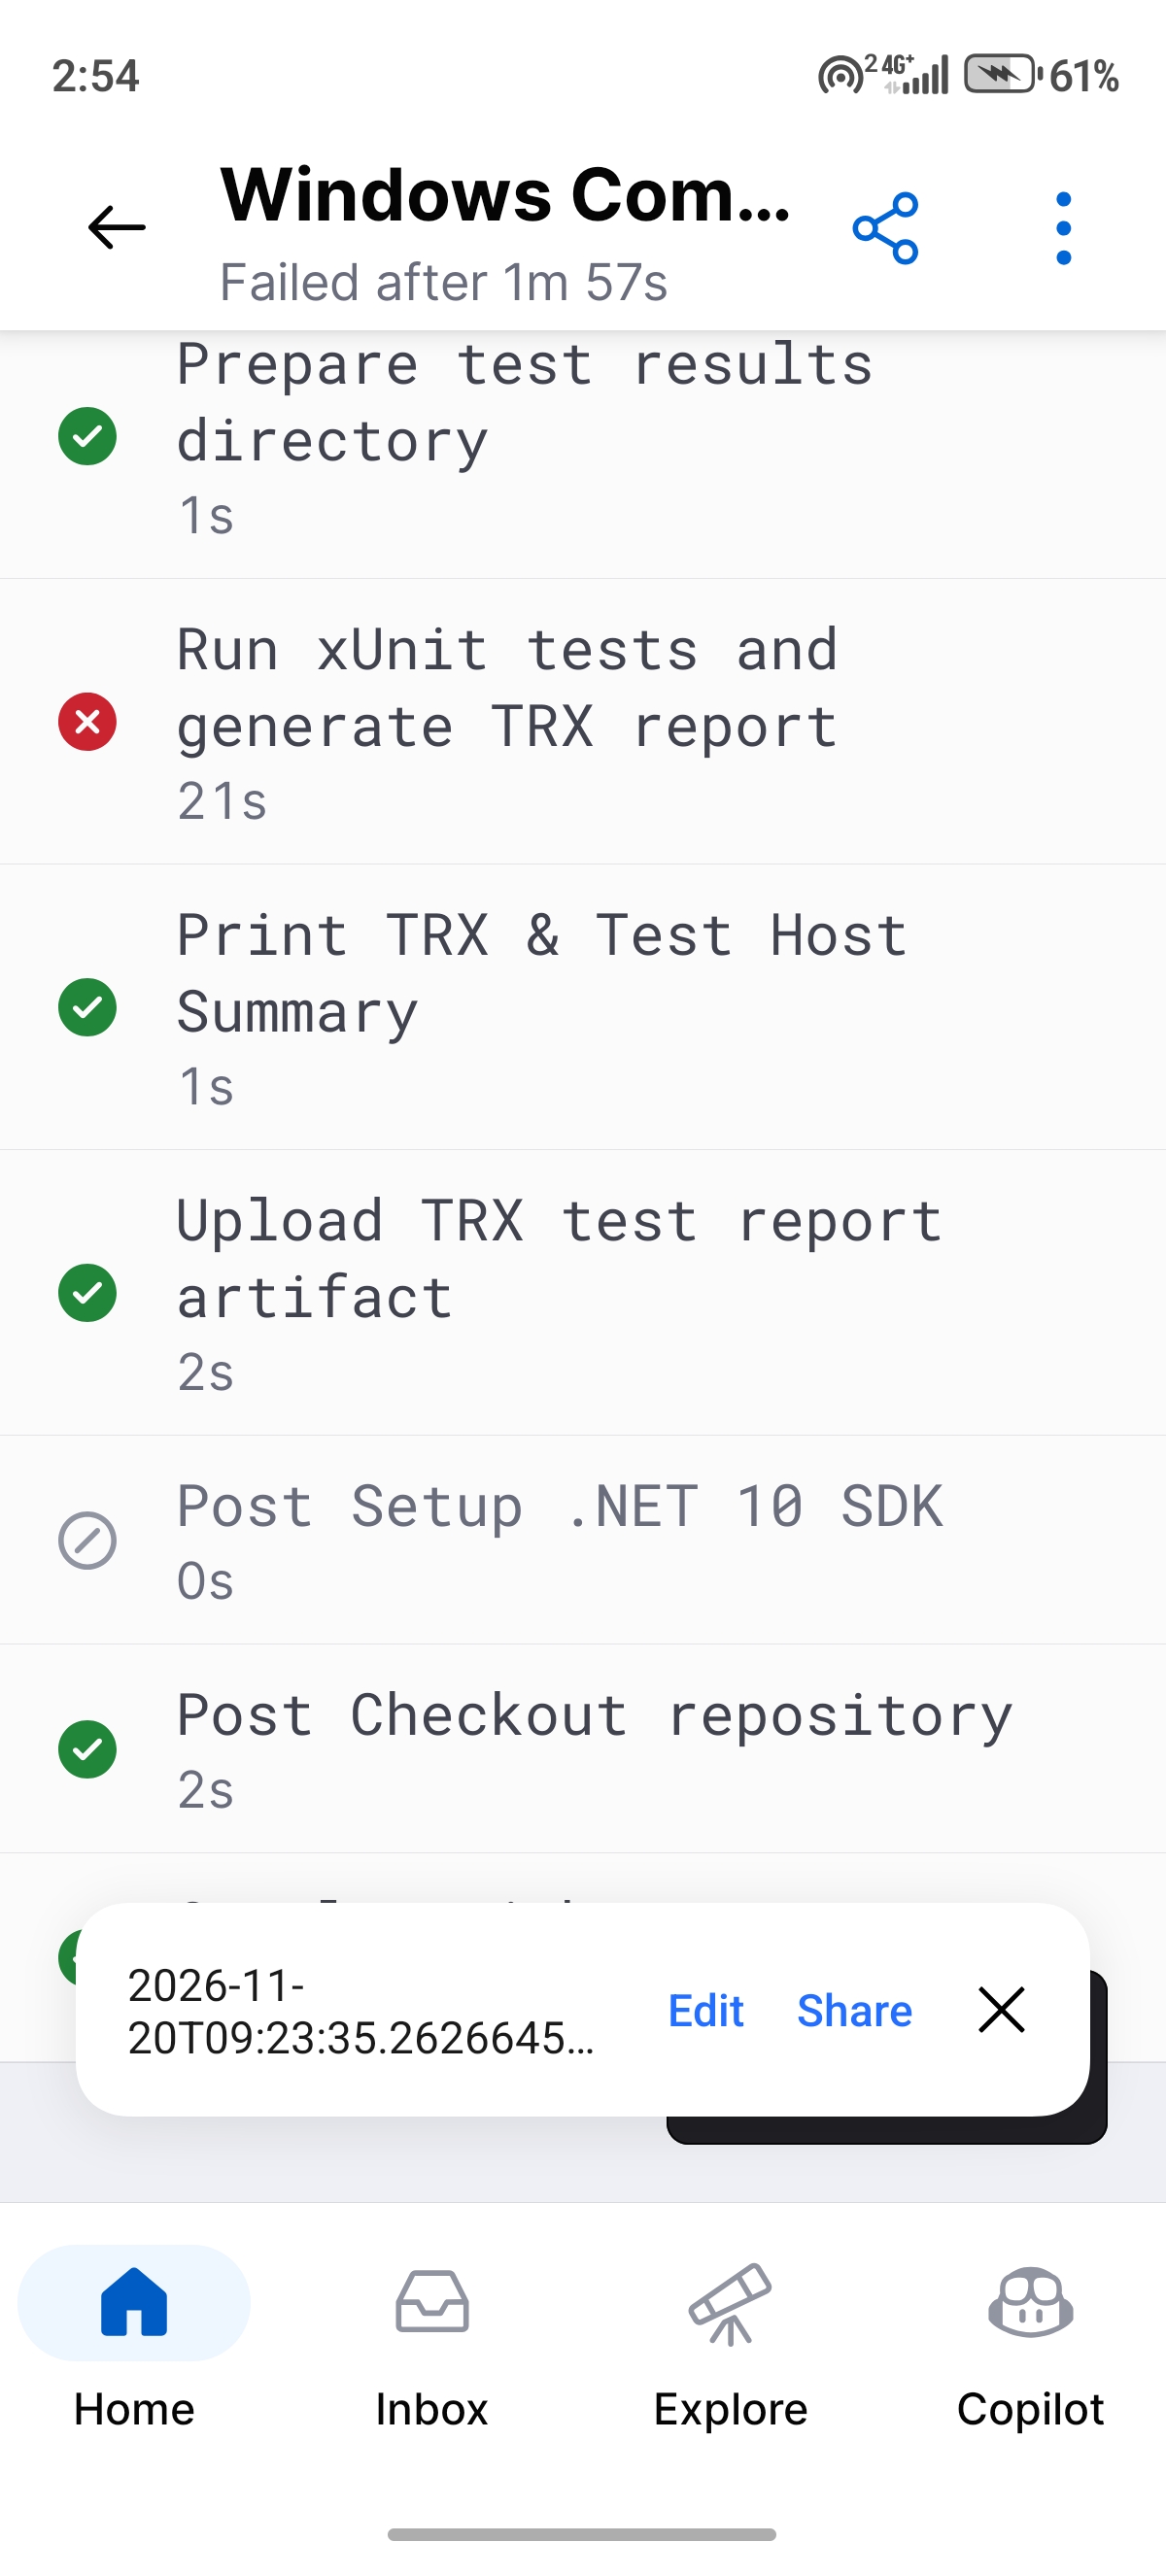 2:54
2 4G+ 61%
Windows Com...
Failed after 1m 57s
Prepare test results
directory
1s
Run xUnit tests and
generate TRX report
21s
Print TRX & Test Host
Summary
1s
Upload TRX test report
artifact
2s
Post Setup .NET 10 SDK
0s
Post Checkout repository
2s
2026-11-
20T09:23:35.2626645...
Edit Share
Home Inbox Explore Copilot